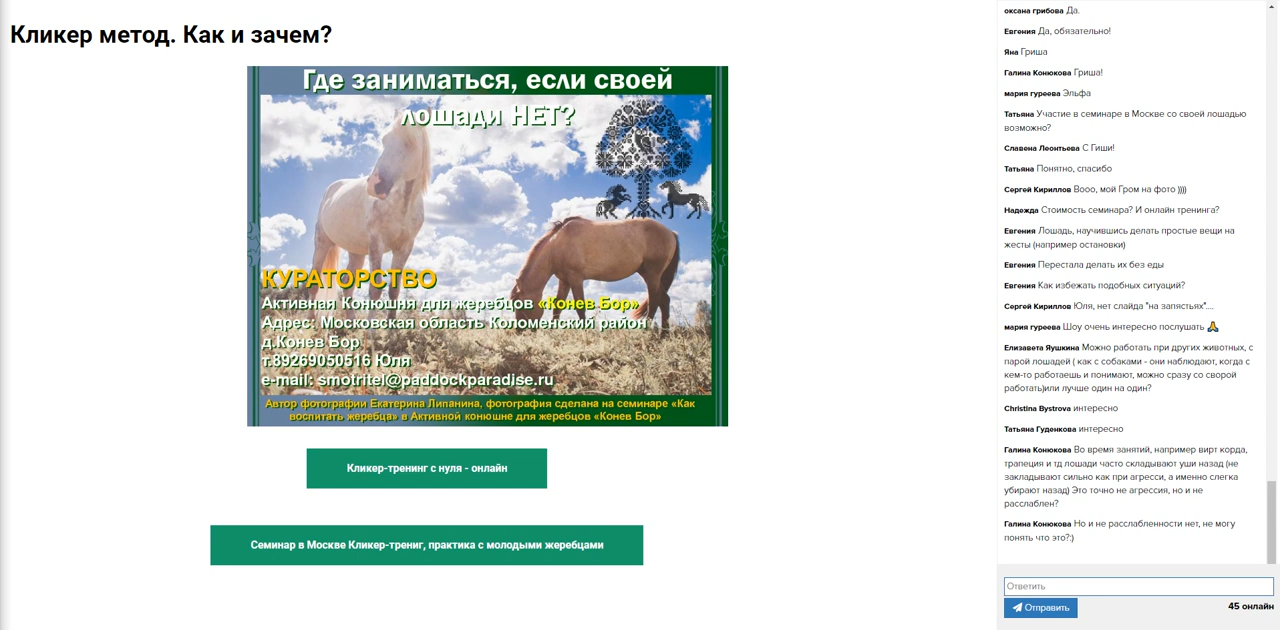 Кликер метод. Как и зачем?
Где заниматься, если своей
лошади НЕТ?
КУРАТОРСТВО
Активная Конюшня для жеребцов «Конев Бор»
Адрес: Московская область Коломенский район
д.Конев Бор
т.89269050516 Юля
e-mail: smotritel@paddockparadise.ru
Автор фотографии Екатерина Липанина, фотография сделана на семинаре «Как
воспитать жеребца» в Активной конюшне для жеребцов «Конев Бор»
Кликер-тренинг с нуля - онлайн
Семинар в Москве Кликер-трениг, практика с молодыми жеребцами
оксана грибова Да.
Евгения Да, обязательно!
Яна Гриша
Галина Конюкова Гриша!
мария гуреева Эльфа
Татьяна Участие в семинаре в Москве со своей лошадью
возможно?
Славена Леонтьева С Гиши!
Татьяна Понятно, спасибо
Сергей Кириллов Вооо, мой Гром на фото ))))
Надежда Стоимость семинара? И онлайн тренинга?
Евгения Лошадь, научившись делать простые вещи на
жесты (например остановки)
Евгения Перестала делать их без еды
Евгения Как избежать подобных ситуаций?
Сергей Кириллов Юля, нет слайда "на запястьях"....
мария гуреева Шоу очень интересно послушать 🙏
Елизавета Яушкина Можно работать при других животных, с
парой лошадей ( как с собаками - они наблюдают, когда с
кем-то работаешь и понимают, можно сразу со сворой
работать)или лучше один на один?
Christina Bystrova интересно
Татьяна Гуденкова интересно
Галина Конюкова Во время занятий, например вирт корда,
трапеция и тд лошади часто складывают уши назад (не
закладывают сильно как при агресси, а именно слегка
убирают назад) Это точно не агрессия, но и не
расслаблен?
Галина Конюкова Но и не расслабленности нет, не могу
понять что это?:)
Ответить
Отправить
45 онлайн